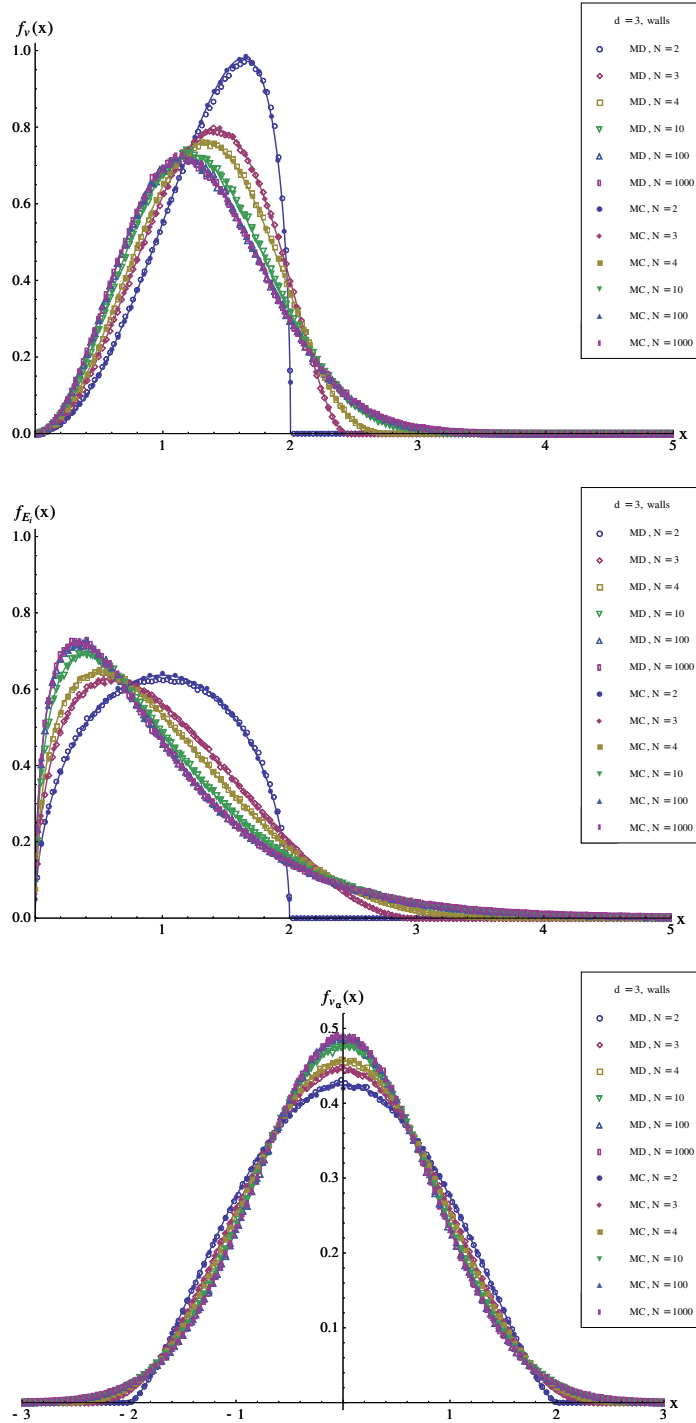 f_v(x)
d = 3, walls
MD, N = 2
MD, N = 3
MD, N = 4
MD, N = 10
MD, N = 100
MD, N = 1000
MC, N = 2
MC, N = 3
MC, N = 4
MC, N = 10
MC, N = 100
MC, N = 1000
1.0
0.8
0.6
0.4
0.2
0.0
1 2 3 4 5
x
f_{E_i}(x)
d = 3, walls
MD, N = 2
MD, N = 3
MD, N = 4
MD, N = 10
MD, N = 100
MD, N = 1000
MC, N = 2
MC, N = 3
MC, N = 4
MC, N = 10
MC, N = 100
MC, N = 1000
1.0
0.8
0.6
0.4
0.2
0.0
1 2 3 4 5
x
f_{v_α}(x)
d = 3, walls
MD, N = 2
MD, N = 3
MD, N = 4
MD, N = 10
MD, N = 100
MD, N = 1000
MC, N = 2
MC, N = 3
MC, N = 4
MC, N = 10
MC, N = 100
MC, N = 1000
0.5
0.4
0.3
0.2
0.1
-3 -2 -1 1 2 3
x